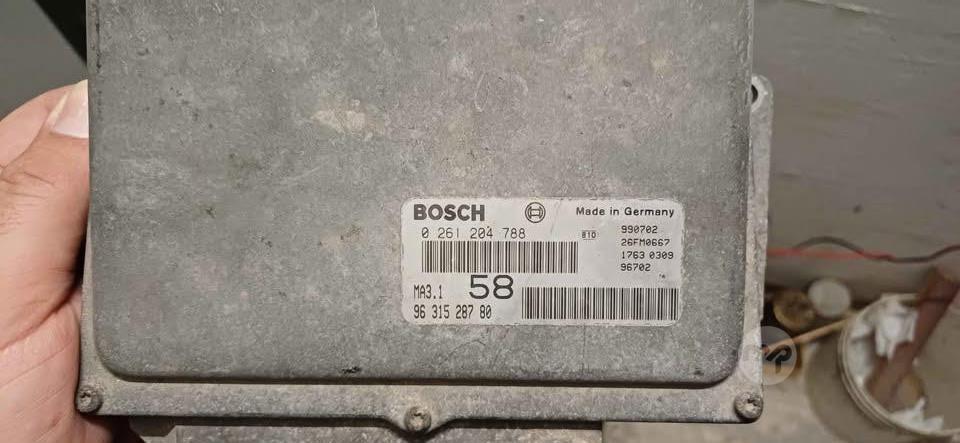 BOSCH Made in Germany
0 261 204 788 B10 990702
26FM0667
1763 0309
96702
MA3.1 58
96 315 287 80